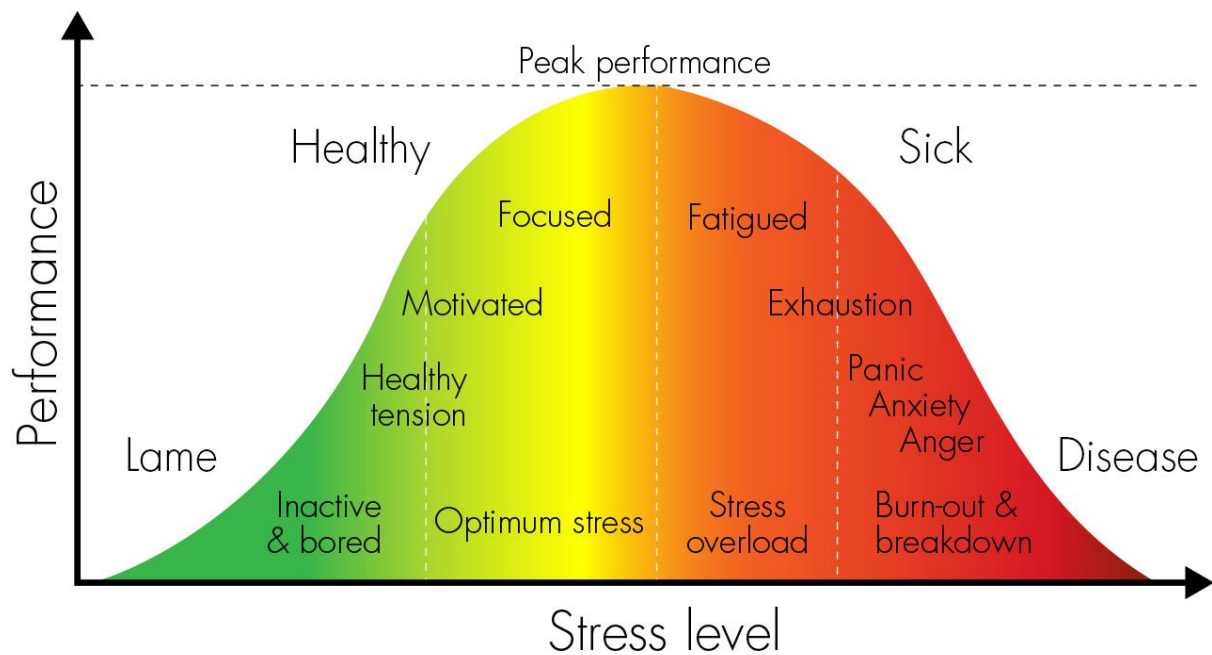 Peak performance
Healthy
Sick
Focused
Fatigued
Motivated
Exhaustion
Healthy
tension
Panic
Anxiety
Anger
Lame
Disease
Inactive
& bored
Optimum stress
Stress
overload
Burn-out &
breakdown
Performance
Stress level